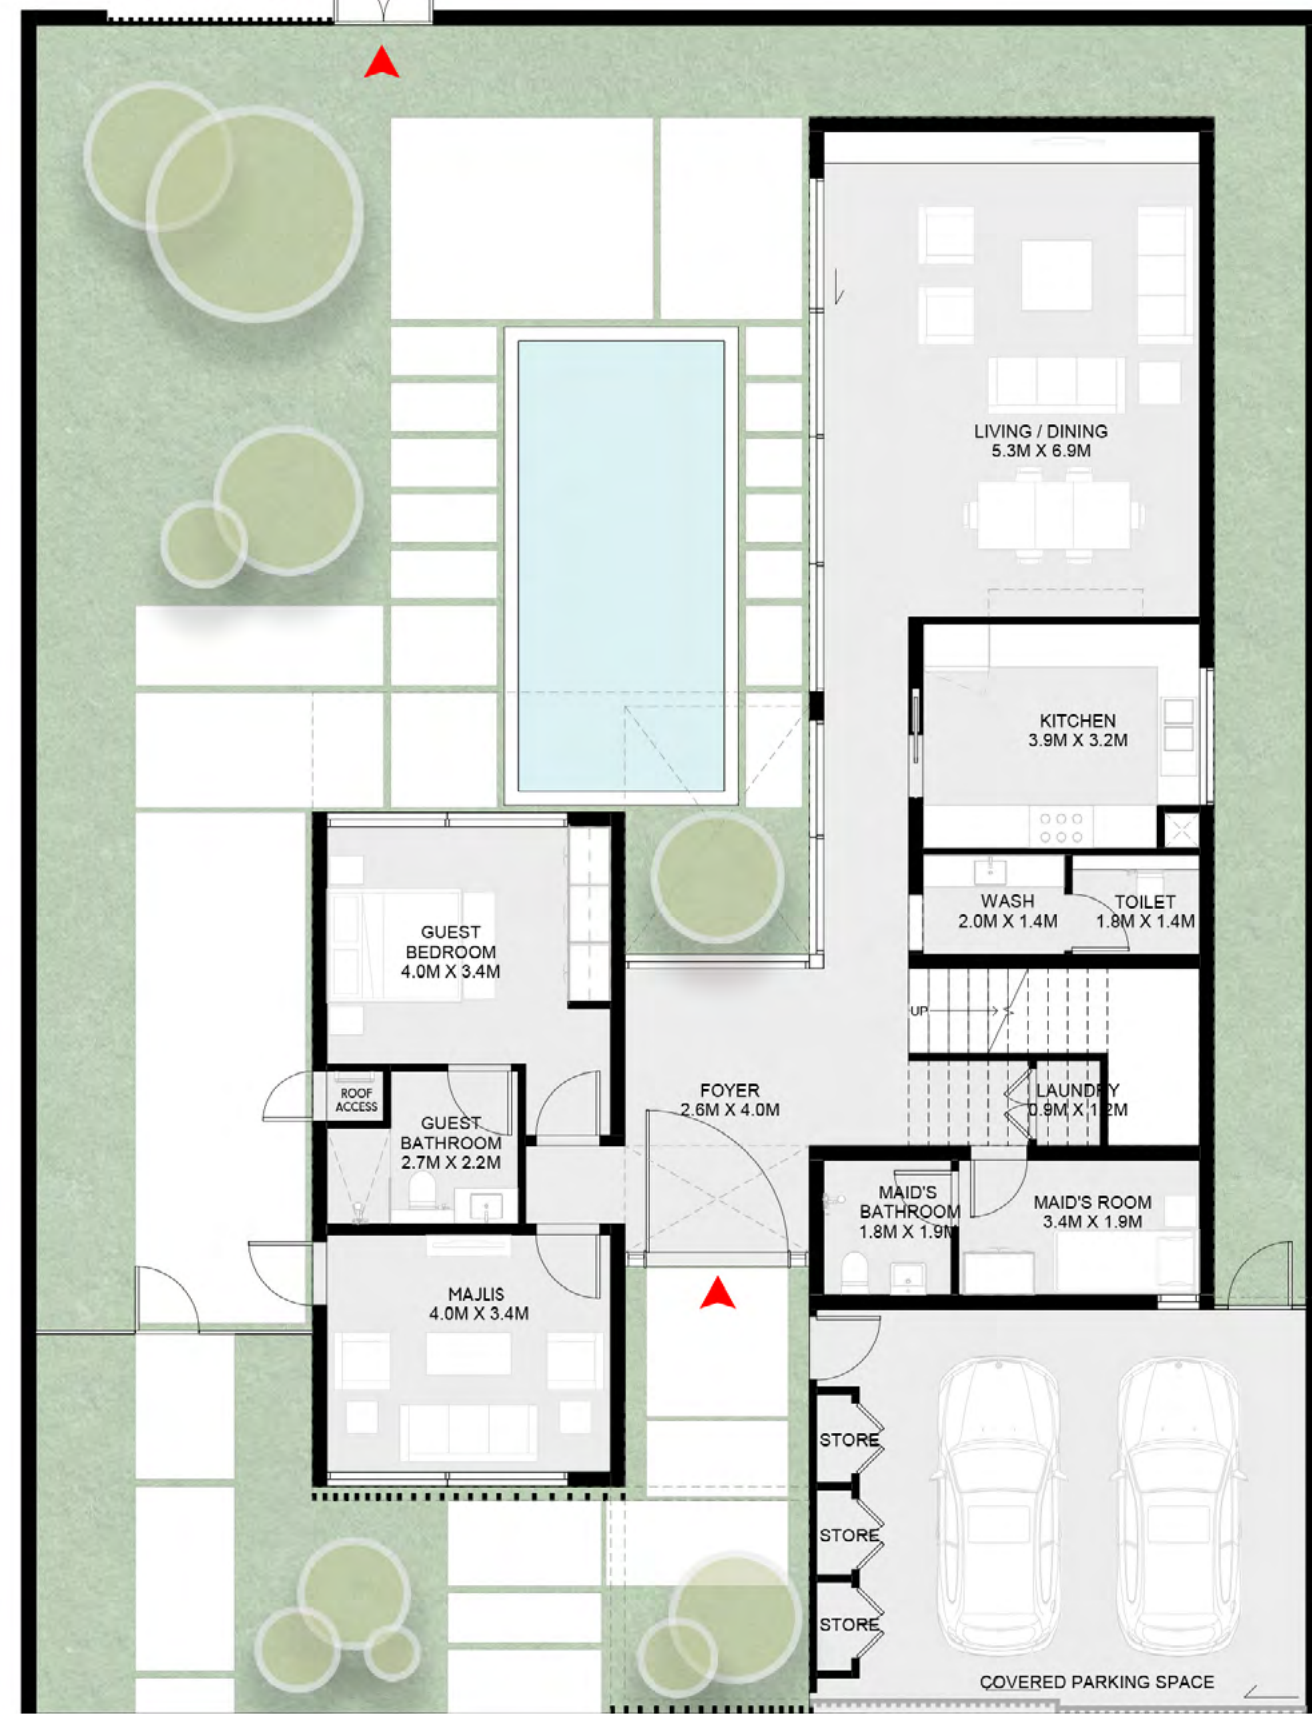 LIVING / DINING
5.3M X 6.9M
KITCHEN
3.9M X 3.2M
WASH
2.0M X 1.4M
TOILET
1.8M X 1.4M
GUEST
BEDROOM
4.0M X 3.4M
UP
ROOF
ACCESS
FOYER
2.6M X 4.0M
LAUNDRY
0.9M X 1.2M
GUEST
BATHROOM
2.7M X 2.2M
MAID'S
BATHROOM
1.8M X 1.9M
MAID'S ROOM
3.4M X 1.9M
MAJLIS
4.0M X 3.4M
STORE
STORE
STORE
COVERED PARKING SPACE